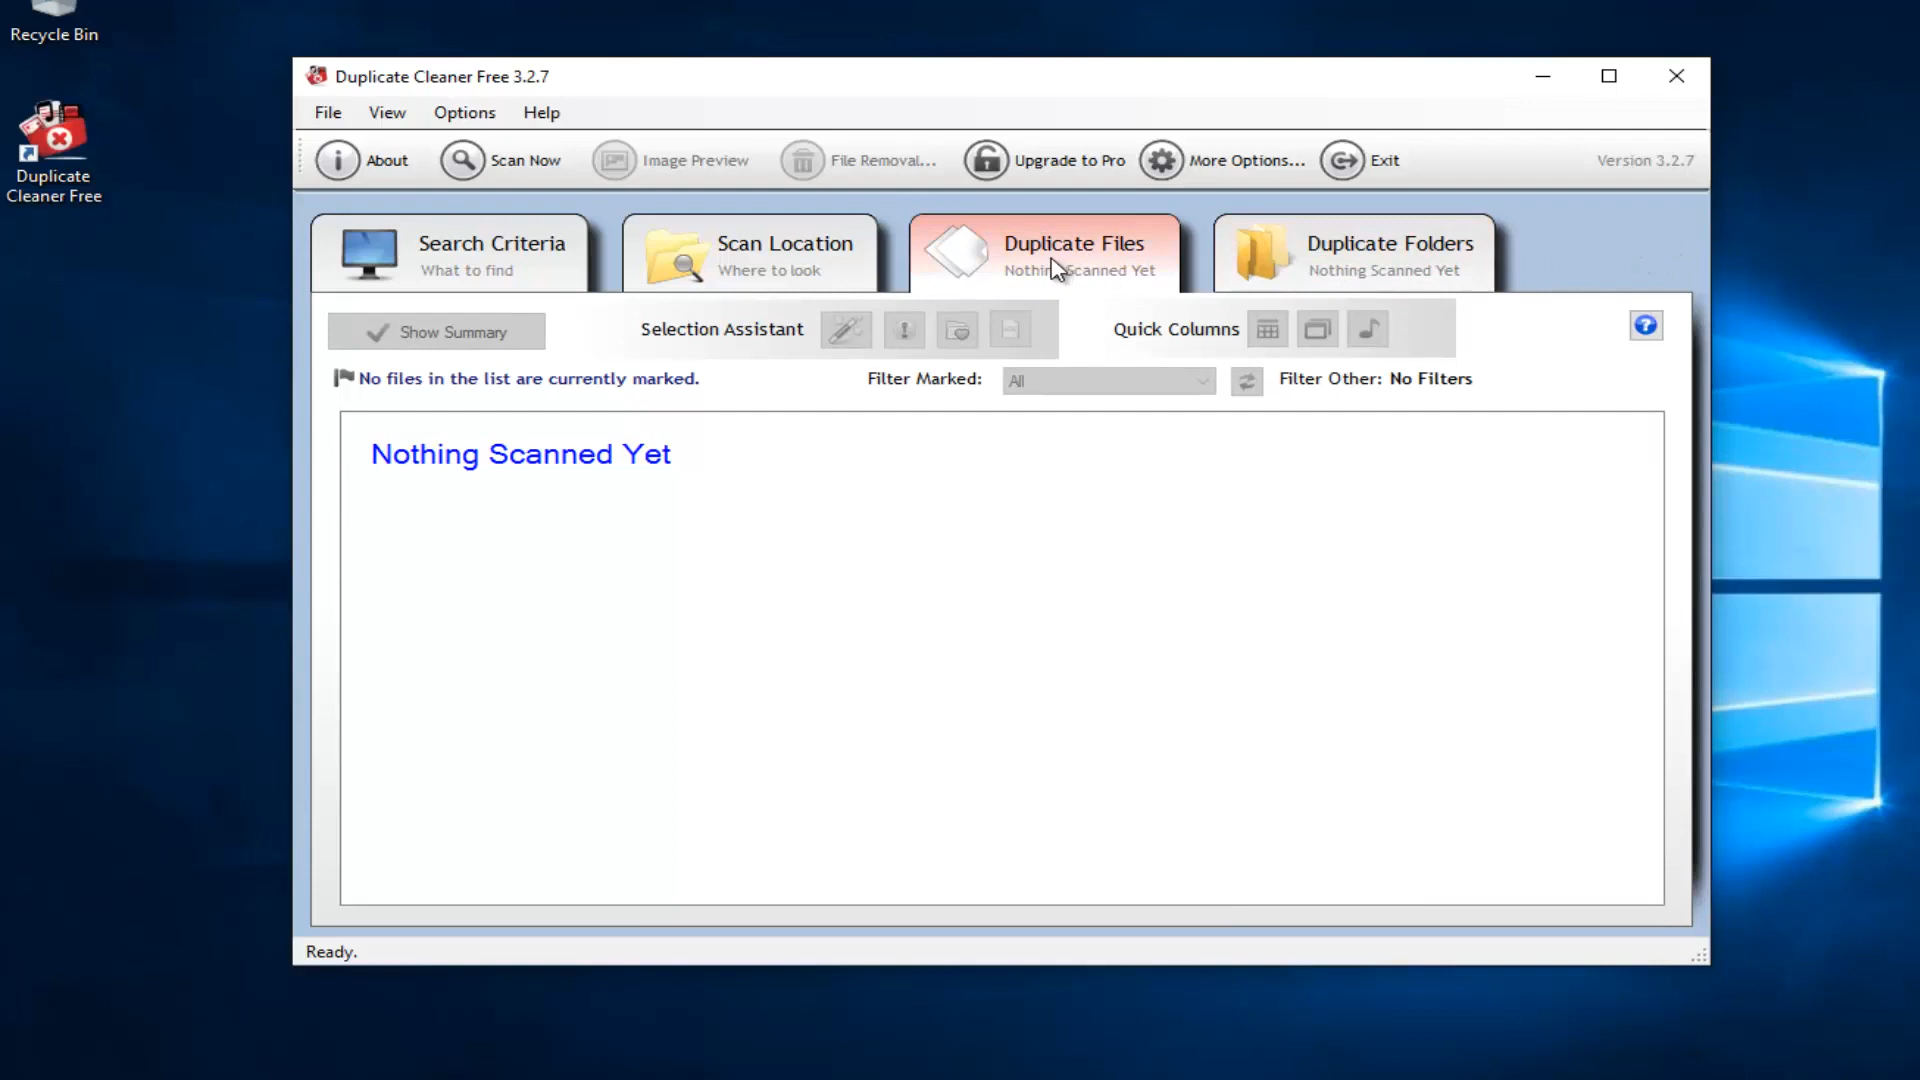 Recycle Bin
Duplicate
Cleaner Free
Duplicate Cleaner Free 3.2.7
File View Options Help
About Scan Now Image Preview File Removal... Upgrade to Pro More Options... Exit Version 3.2.7
Search Criteria
What to find
Scan Location
Where to look
Duplicate Files
Nothing Scanned Yet
Duplicate Folders
Nothing Scanned Yet
Show Summary Selection Assistant Quick Columns
No files in the list are currently marked. Filter Marked: All Filter Other: No Filters
Nothing Scanned Yet
Ready.